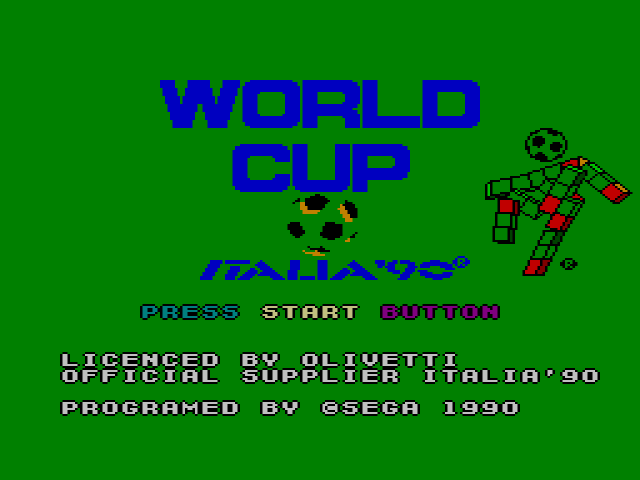 WORLD
CUP
ITALIA'90®
®
PRESS START BUTTON
LICENCED BY OLIVETTI
OFFICIAL SUPPLIER ITALIA'90
PROGRAMED BY @SEGA 1990